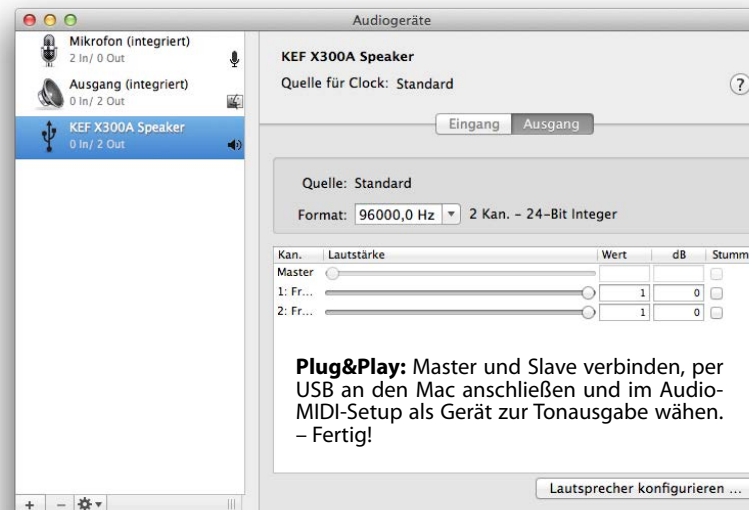 Audiogeräte
Mikrofon (integriert)
2 In/ 0 Out
Ausgang (integriert)
0 In/ 2 Out
KEF X300A Speaker
0 In/ 2 Out
KEF X300A Speaker
Quelle für Clock: Standard
?
Eingang Ausgang
Quelle: Standard
Format: 96000,0 Hz 2 Kan. – 24-Bit Integer
Kan. Lautstärke Wert dB Stumm
Master
1: Fr... 1 0
2: Fr... 1 0
Plug&Play: Master und Slave verbinden, per
USB an den Mac anschließen und im Audio-
MIDI-Setup als Gerät zur Tonausgabe wähen.
– Fertig!
Lautsprecher konfigurieren ...
+ –